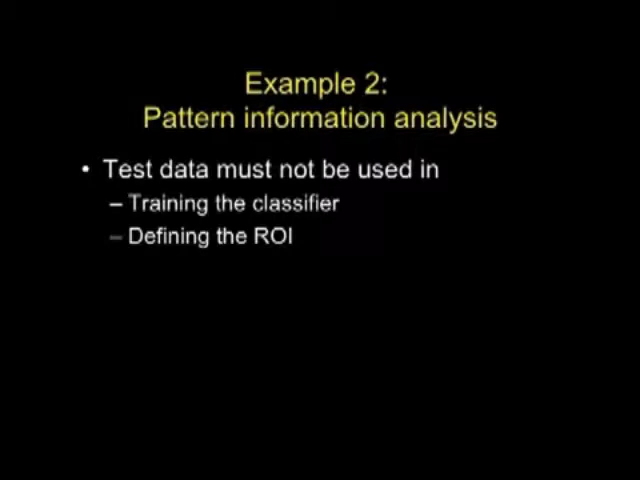 Example 2:
Pattern information analysis
• Test data must not be used in
– Training the classifier
– Defining the ROI